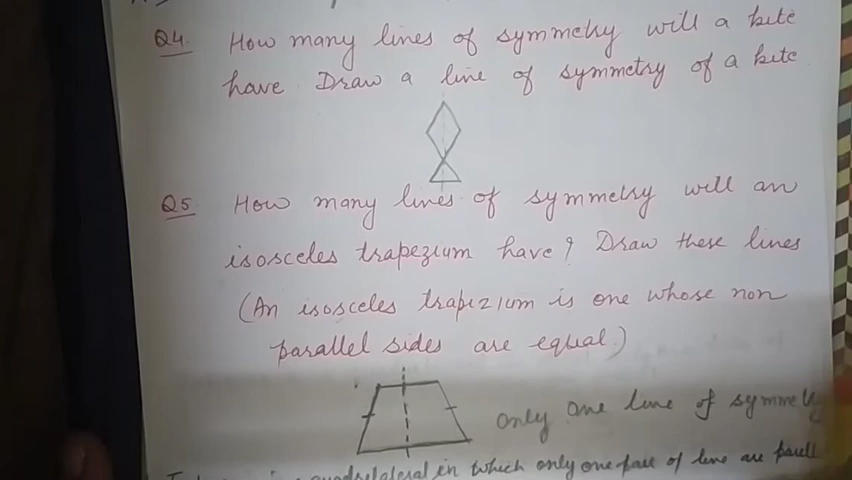 Q4. How many lines of symmetry will a kite
have Draw a line of symmetry of a kite
Q5 How many lines of symmetry will an
isosceles trapezium have? Draw these lines
(An isosceles trapezium is one whose non
parallel sides are equal.)
only one line of symmetry
quadrilateral in which only one pair of line are parall